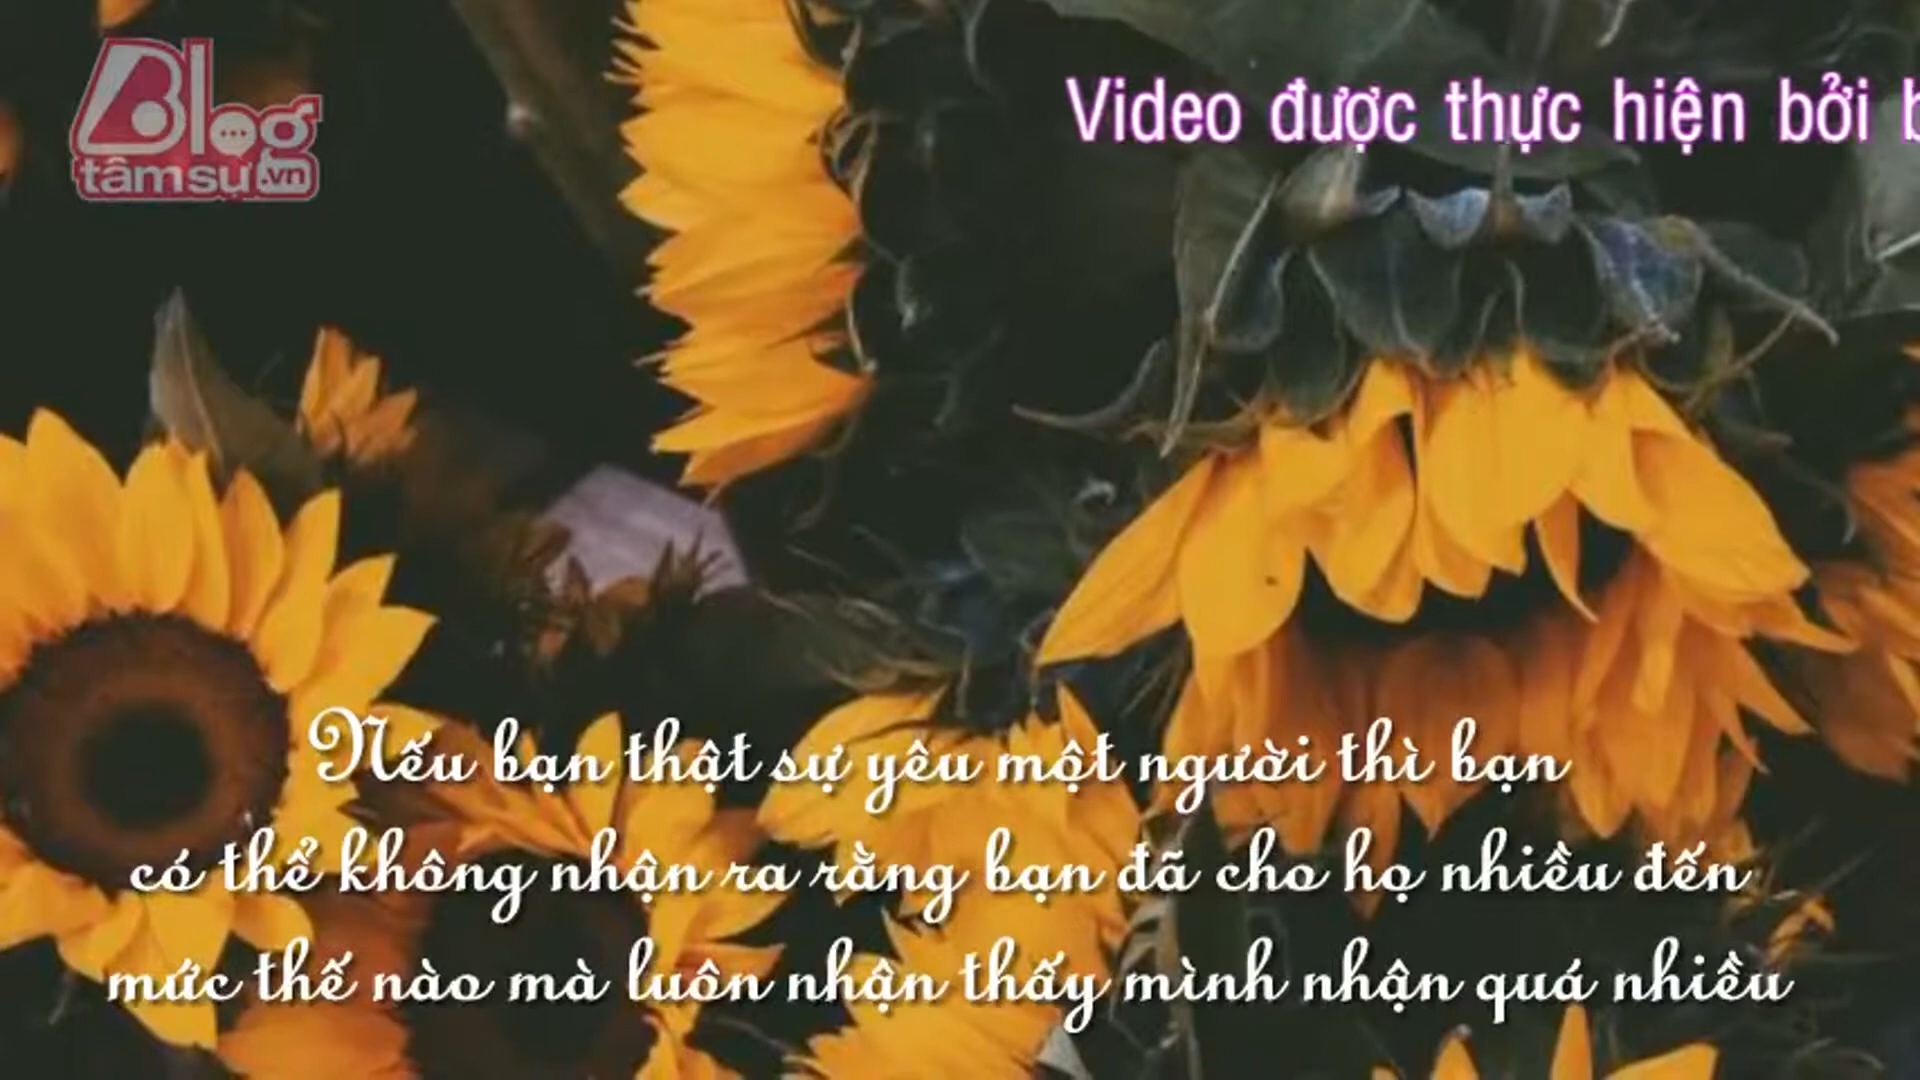 Blog
tâm sự.vn
Video được thực hiện bởi
Nếu bạn thật sự yêu một người thì bạn
có thể không nhận ra rằng bạn đã cho họ nhiều đến
mức thế nào mà luôn nhận thấy mình nhận quá nhiều